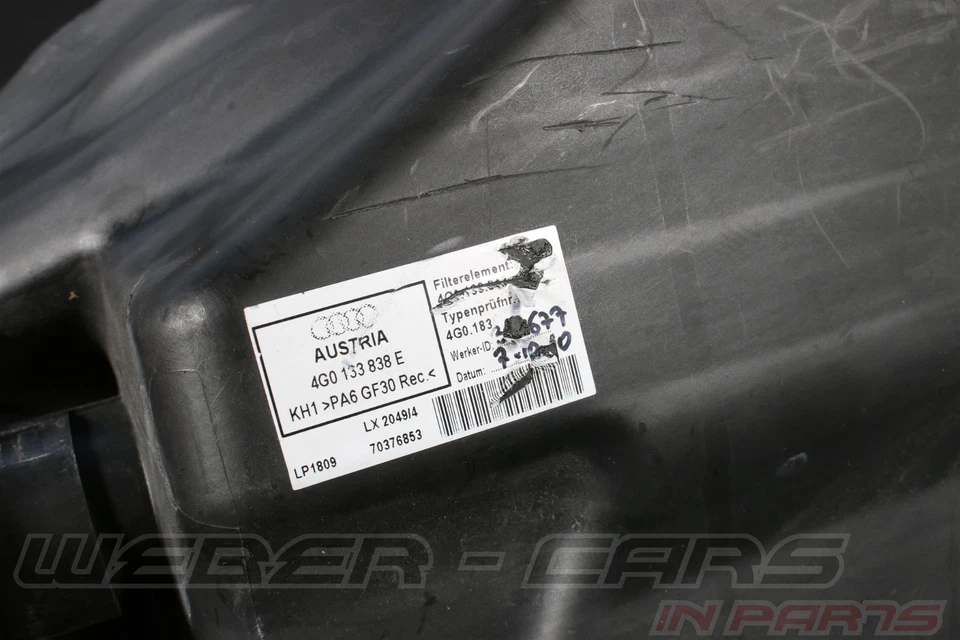 AUSTRIA
4G0 133 838 E
KH1 >PA6 GF30 Rec.<
LX 2049/4
70376853
LP1809
Filterelement:
Typenprüfnr.
4G0.183
Werker-ID:
677
Datum:
WEBER - CARS
IN PARTS